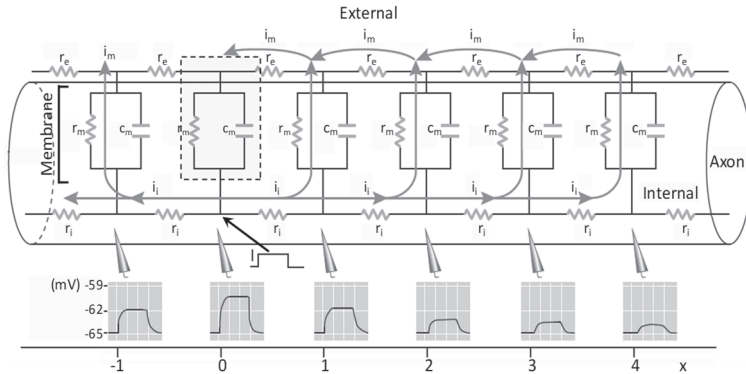 External
im im im im im
re re re re re re re
Membrane
rm cm rm cm rm cm rm cm rm cm rm cm
Axon
ii ii ii ii ii
Internal
ri ri ri ri ri ri ri
I
(mV) -59-
-62-
-65-
-1 0 1 2 3 4 x